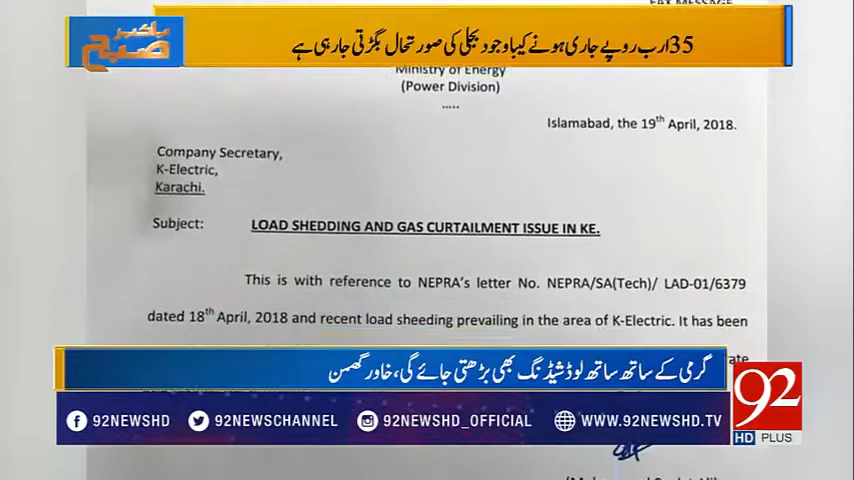 FAX MESSAGE
باخبر صبح
35 ارب روپے جاری ہونے کیباوجود بجلی کی صورتحال بگڑتی جارہی ہے
Ministry of Energy
(Power Division)
.....
Islamabad, the 19th April, 2018.
Company Secretary,
K-Electric,
Karachi.
Subject: LOAD SHEDDING AND GAS CURTAILMENT ISSUE IN KE.
This is with reference to NEPRA's letter No. NEPRA/SA(Tech)/ LAD-01/6379
dated 18th April, 2018 and recent load sheeding prevailing in the area of K-Electric. It has been
گرمی کے ساتھ ساتھ لوڈشیڈنگ بھی بڑھتی جائے گی، خاور گھمن
92NEWSHD 92NEWSCHANNEL 92NEWSHD_OFFICIAL WWW.92NEWSHD.TV
92
HD PLUS